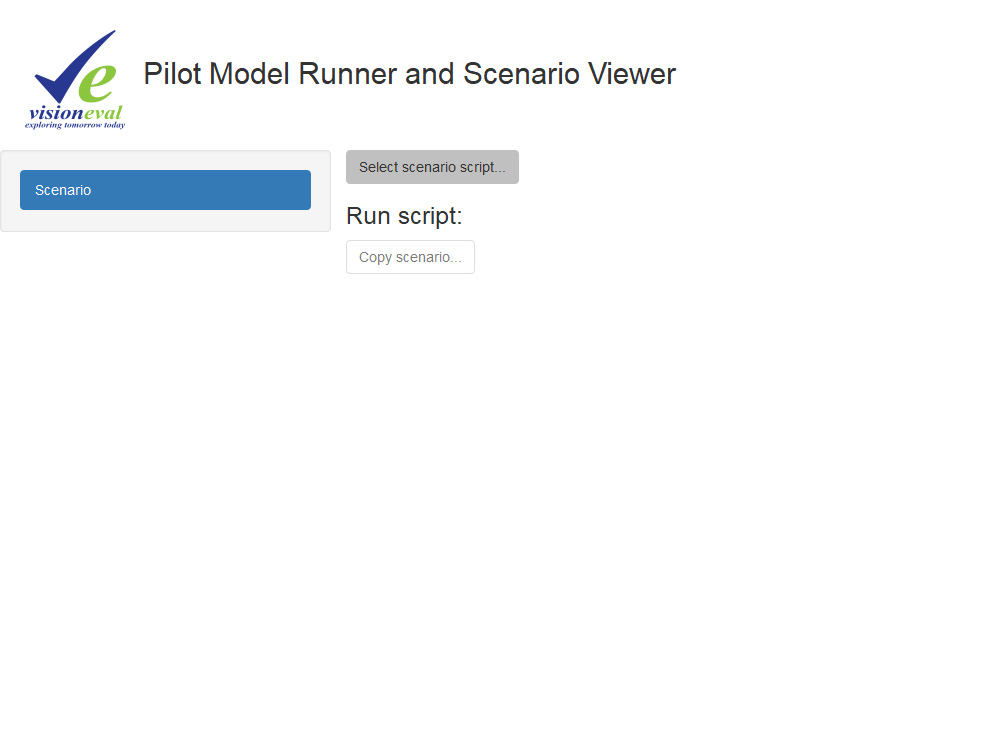 Pilot Model Runner and Scenario Viewer
e
visioneval
exploring tomorrow today
Scenario
Select scenario script...
Run script:
Copy scenario...